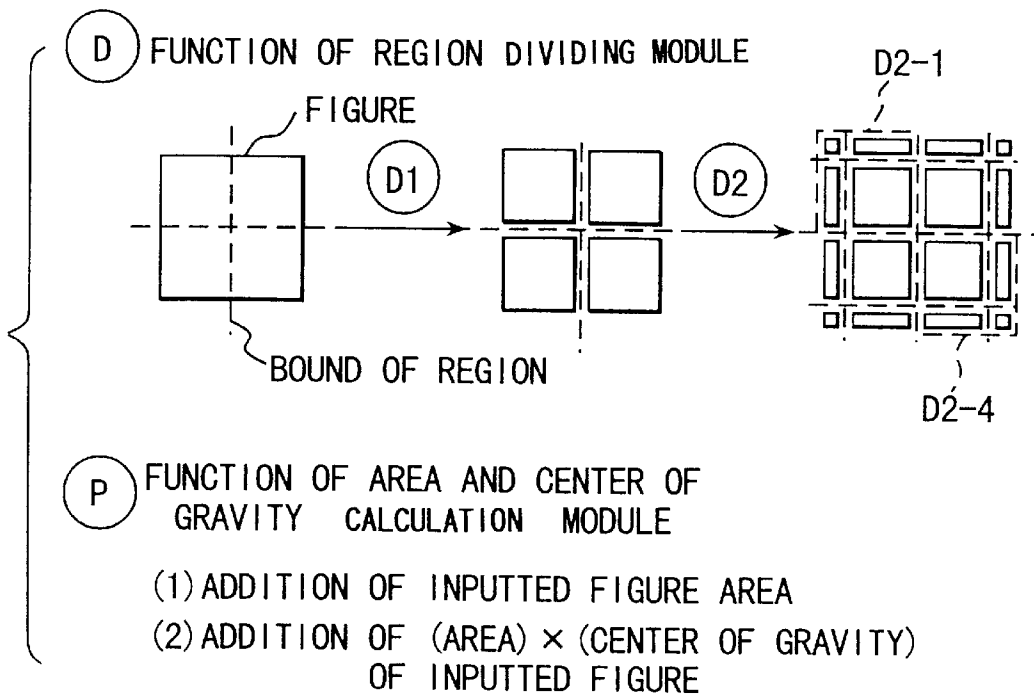 D FUNCTION OF REGION DIVIDING MODULE
D2-1
FIGURE
D1
D2
BOUND OF REGION
D2-4
P FUNCTION OF AREA AND CENTER OF
GRAVITY CALCULATION MODULE
(1) ADDITION OF INPUTTED FIGURE AREA
(2) ADDITION OF (AREA) × (CENTER OF GRAVITY)
OF INPUTTED FIGURE